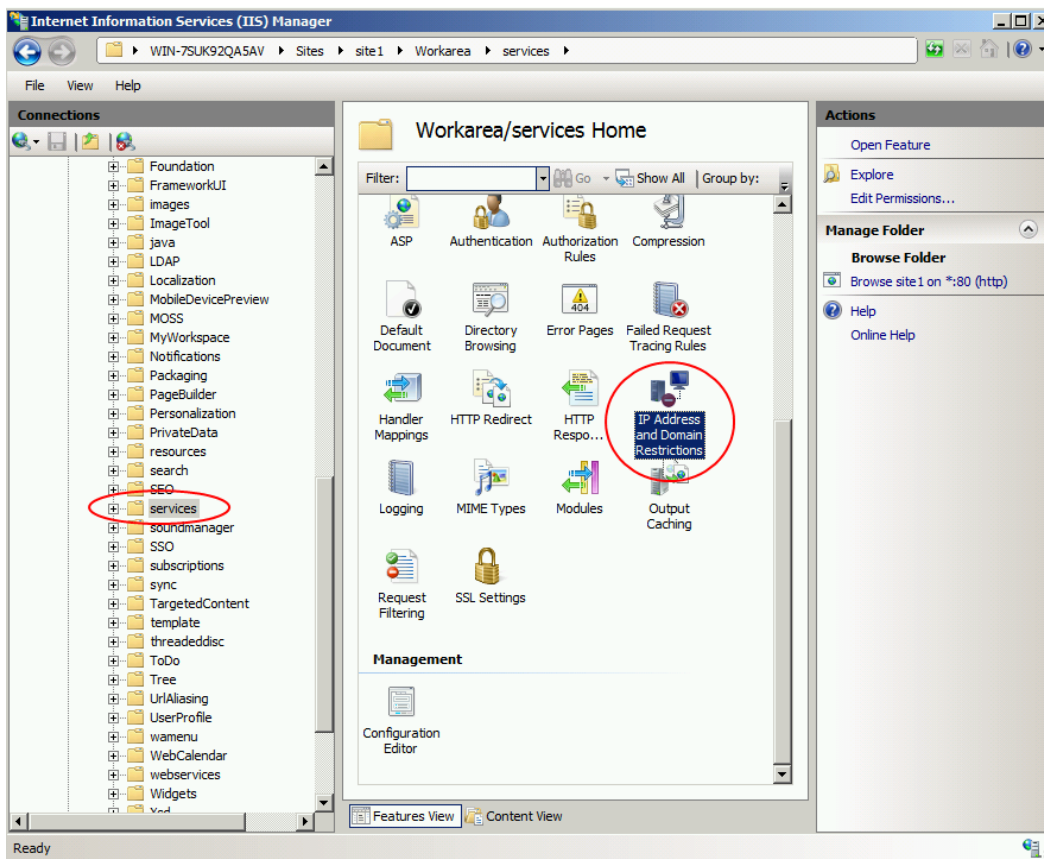 Internet Information Services (IIS) Manager
WIN-7SUK92QA5AV Sites site1 Workarea services
File View Help
Connections
Foundation
FrameworkUI
images
ImageTool
java
LDAP
Localization
MobileDevicePreview
MOSS
MyWorkspace
Notifications
Packaging
PageBuilder
Personalization
PrivateData
resources
search
SEO
services
soundmanager
SSO
subscriptions
sync
TargetedContent
template
threadeddisc
ToDo
Tree
UrlAliasing
UserProfile
wamenu
WebCalendar
webservices
Widgets
Xsd
Workarea/services Home
Filter: Go Show All Group by:
ASP
Authentication
Authorization
Rules
Compression
Default
Document
Directory
Browsing
404
Error Pages
Failed Request
Tracing Rules
Handler
Mappings
HTTP Redirect
HTTP
Respo...
IP Address
and Domain
Restrictions
Logging
MIME Types
Modules
Output
Caching
Request
Filtering
SSL Settings
Management
Configuration
Editor
Features View Content View
Actions
Open Feature
Explore
Edit Permissions...
Manage Folder
Browse Folder
Browse site1 on *:80 (http)
Help
Online Help
Ready